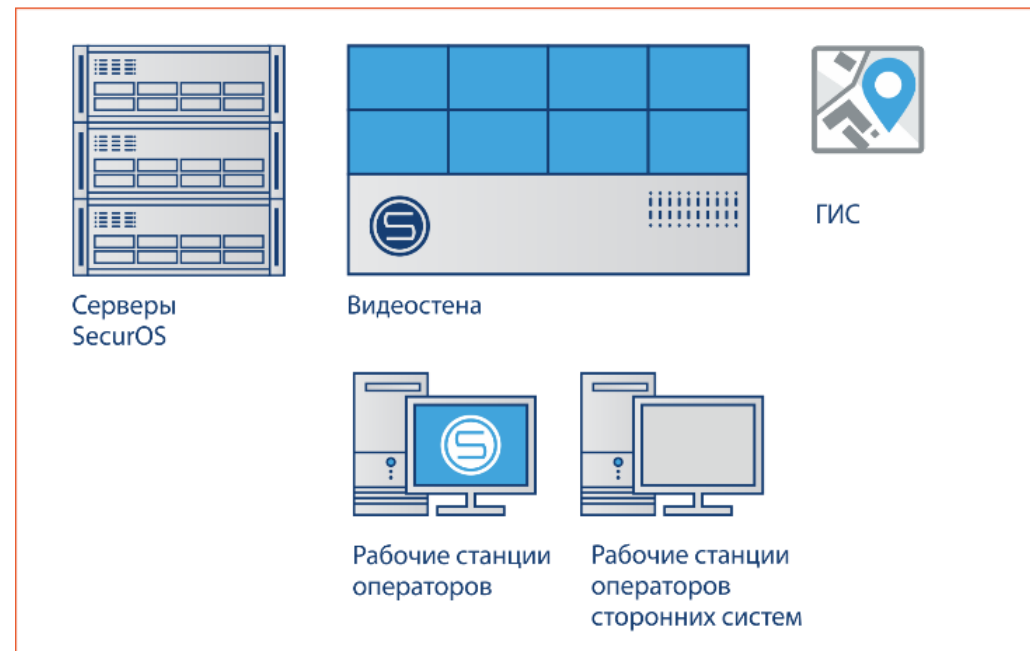 Серверы
SecurOS
Видеостена
ГИС
Рабочие станции
операторов
Рабочие станции
операторов
сторонних систем